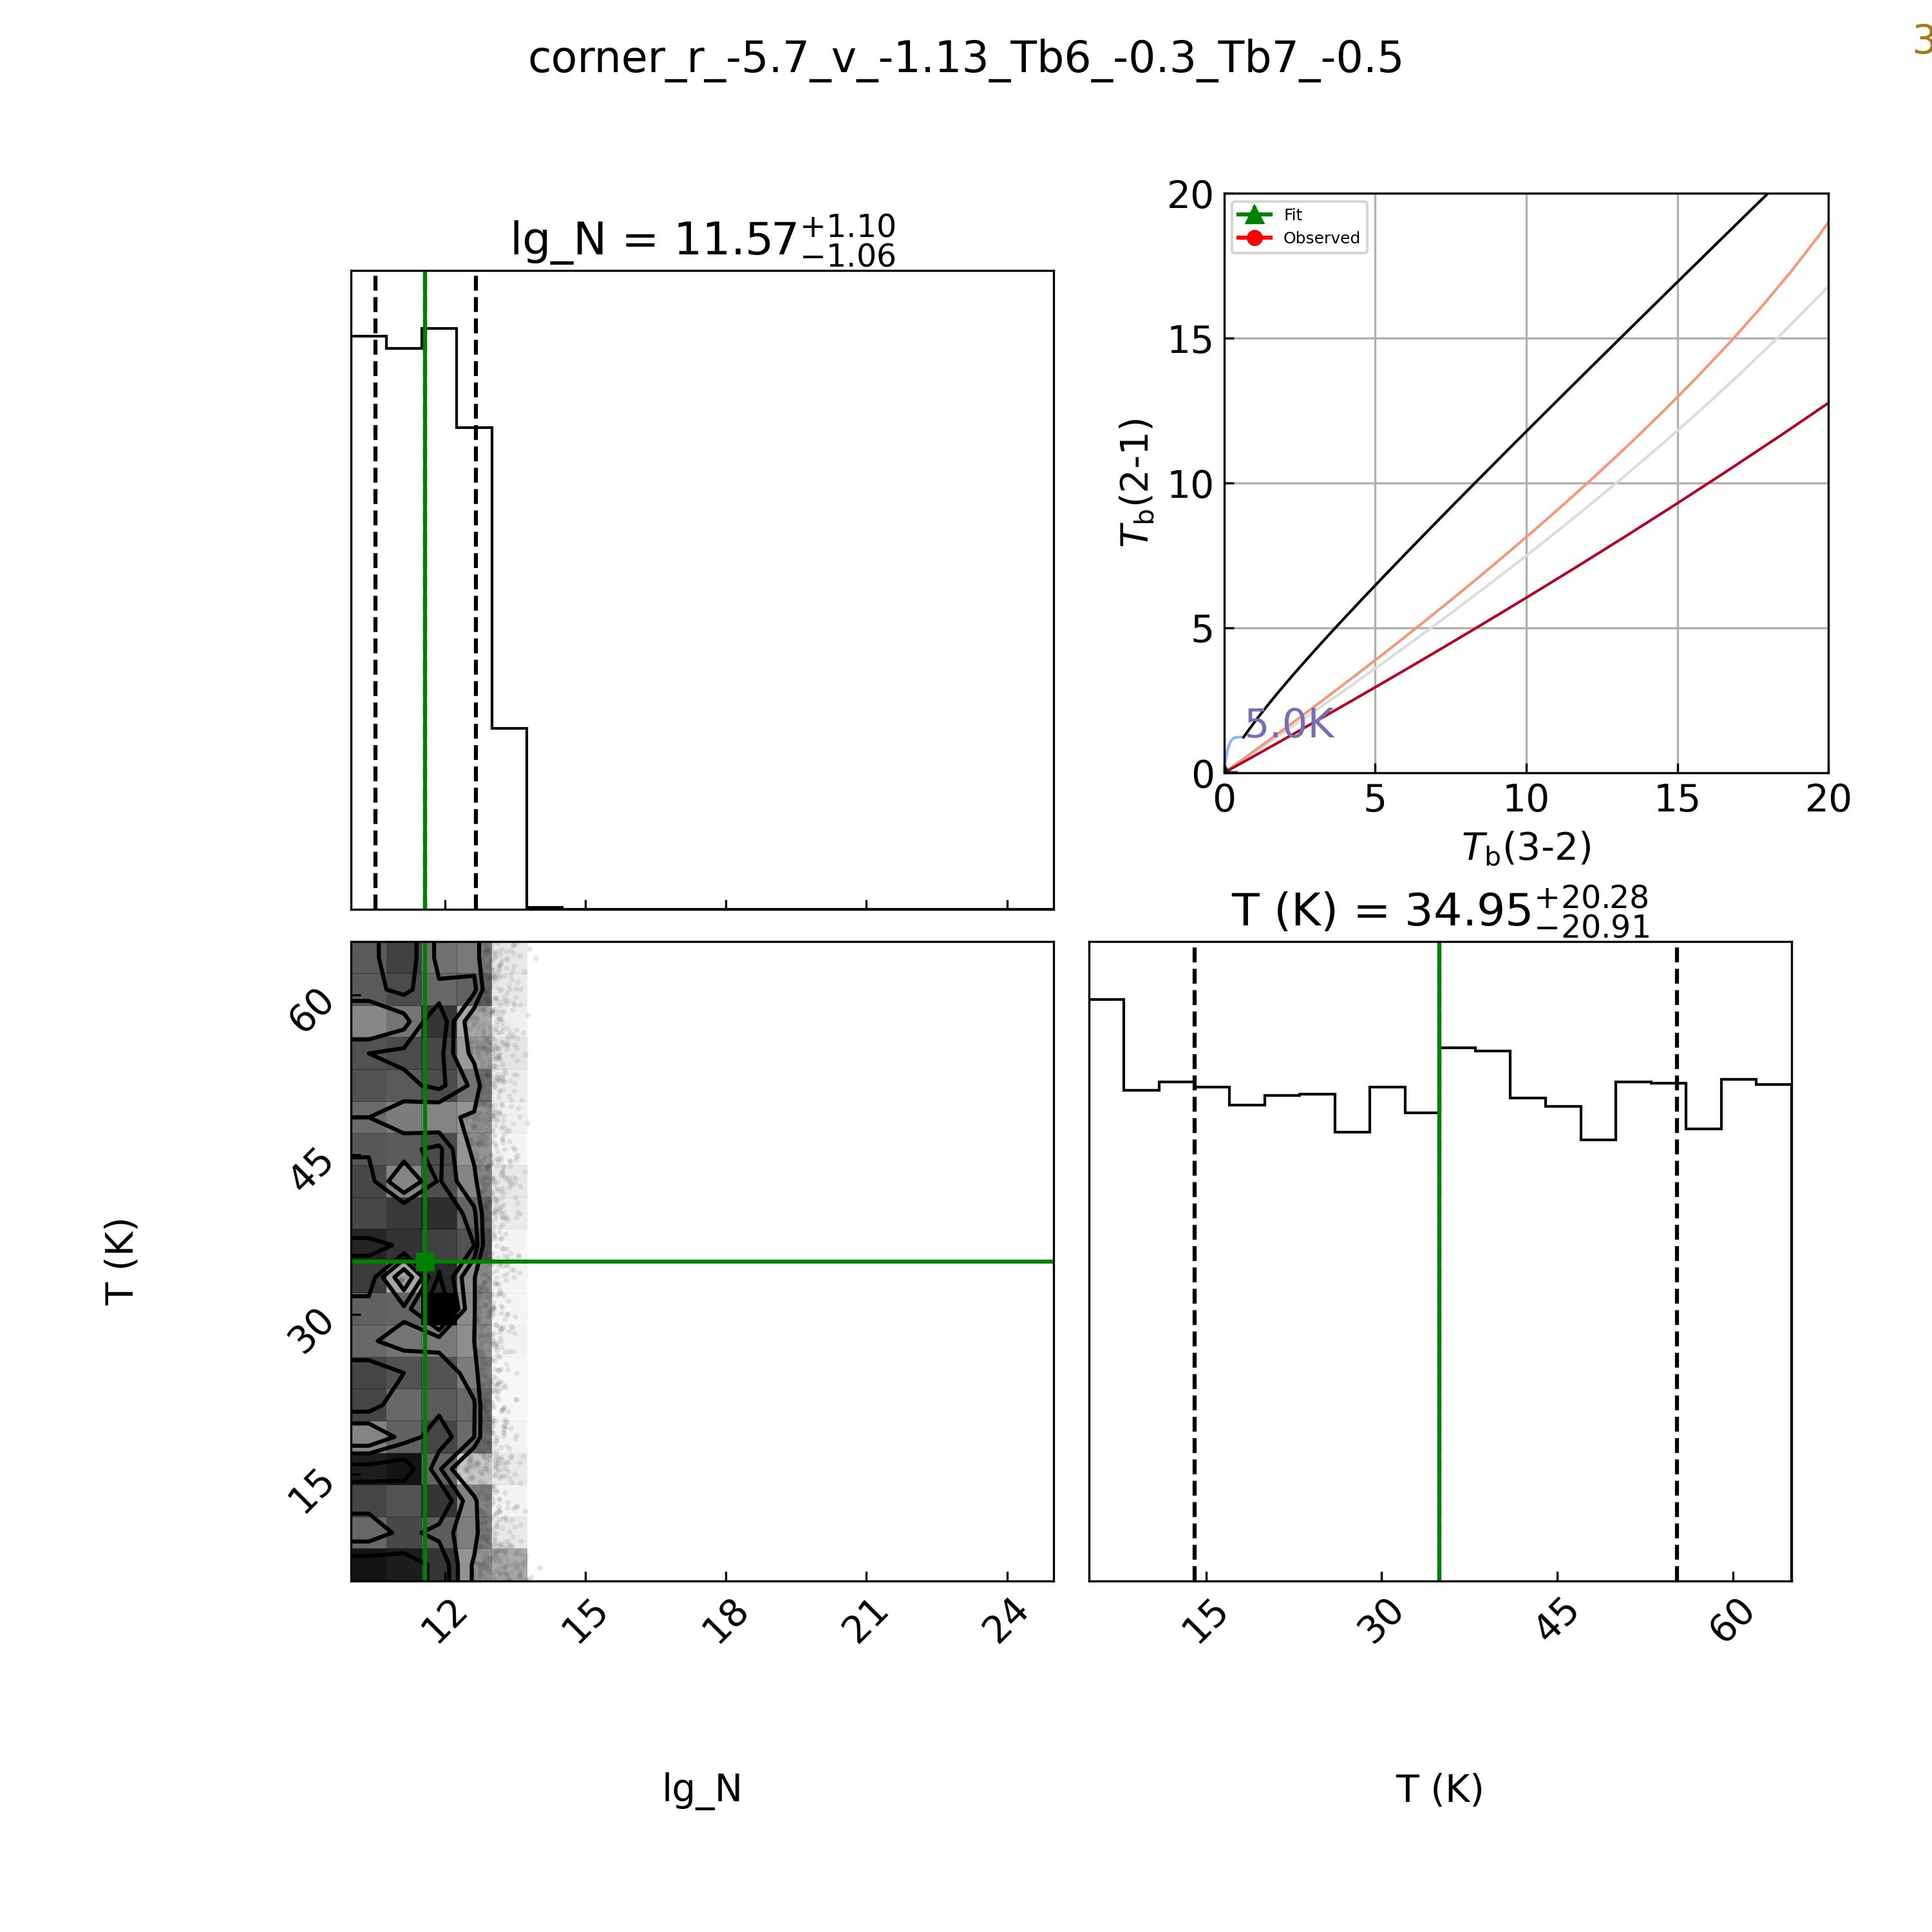 corner_r_-5.7_v_-1.13_Tb6_-0.3_Tb7_-0.5
3
lg_N = 11.57 +1.10 −1.06
20
15
10
5
0
Fit
Observed
5.0K
T_b(2-1)
0 5 10 15 20
T_b(3-2)
T (K) = 34.95 +20.28 −20.91
60
45
30
15
T (K)
12 15 18 21 24
15 30 45 60
lg_N
T (K)